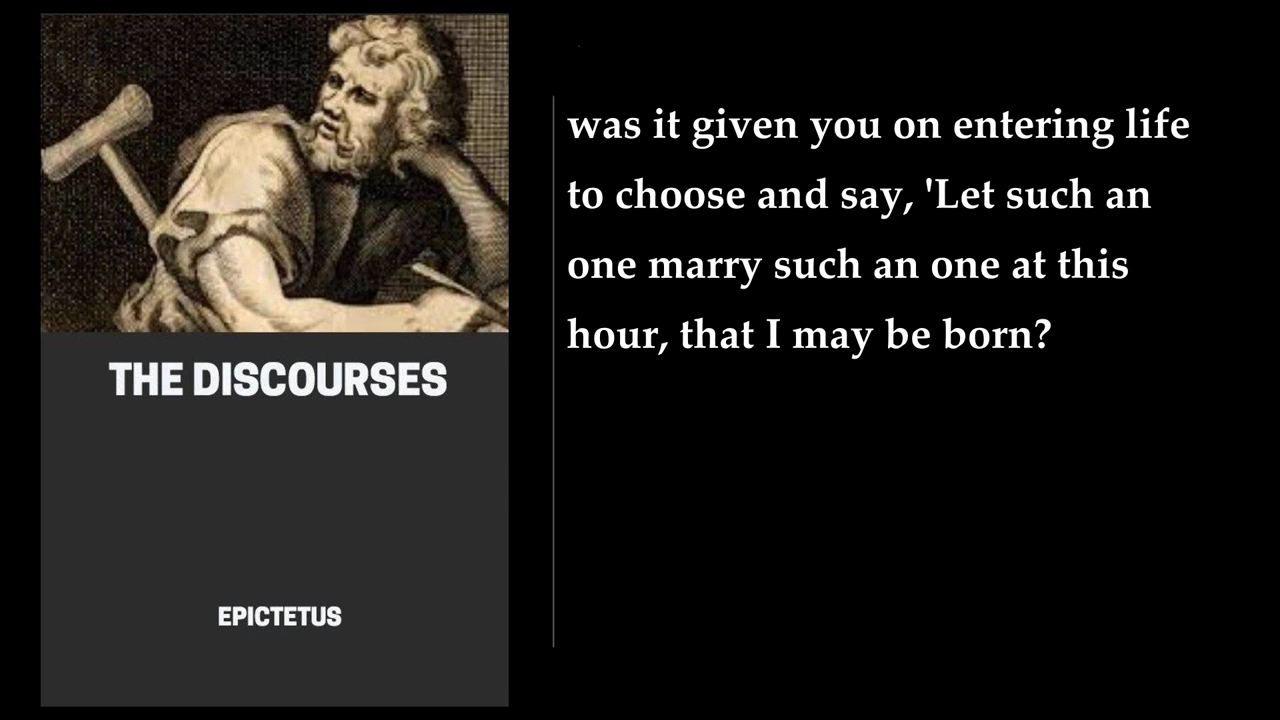 THE DISCOURSES
EPICTETUS
was it given you on entering life
to choose and say, 'Let such an
one marry such an one at this
hour, that I may be born?